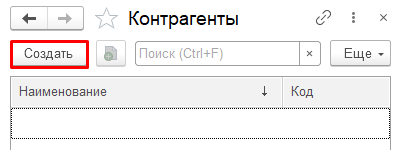 Контрагенты
Создать Поиск (Ctrl+F) × Еще
Наименование ↓ Код